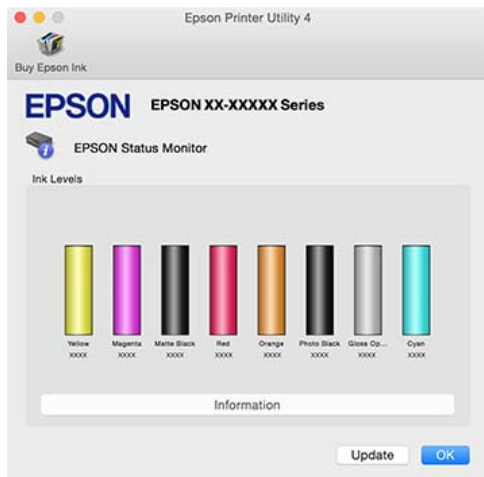 Epson Printer Utility 4
Buy Epson Ink
EPSON EPSON XX-XXXXX Series
EPSON Status Monitor
Ink Levels
Yellow Magenta Matte Black Red Orange Photo Black Gloss Op... Cyan
XXXX XXXX XXXX XXXX XXXX XXXX XXXX XXXX
Information
Update OK